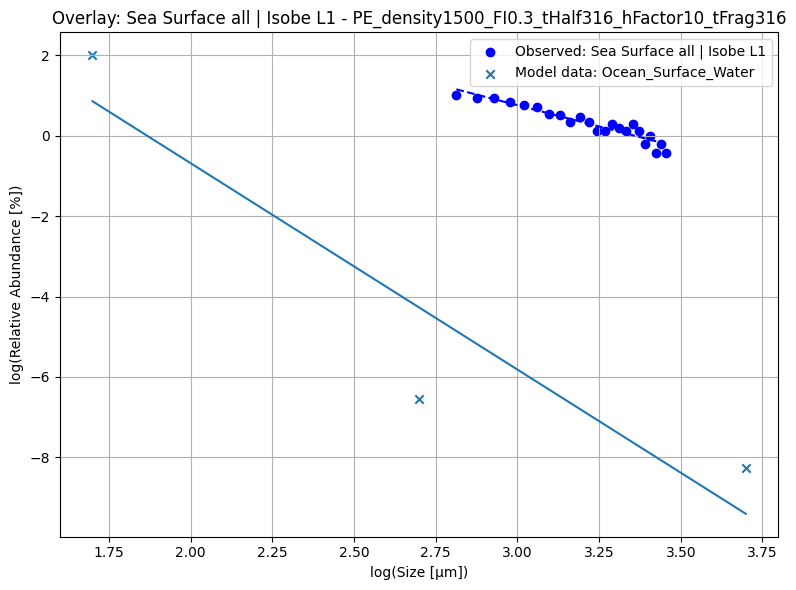 Overlay: Sea Surface all | Isobe L1 - PE_density1500_FI0.3_tHalf316_hFactor10_tFrag316
Observed: Sea Surface all | Isobe L1
Model data: Ocean_Surface_Water
log(Relative Abundance [%])
2
0
−2
−4
−6
−8
1.75 2.00 2.25 2.50 2.75 3.00 3.25 3.50 3.75
log(Size [μm])